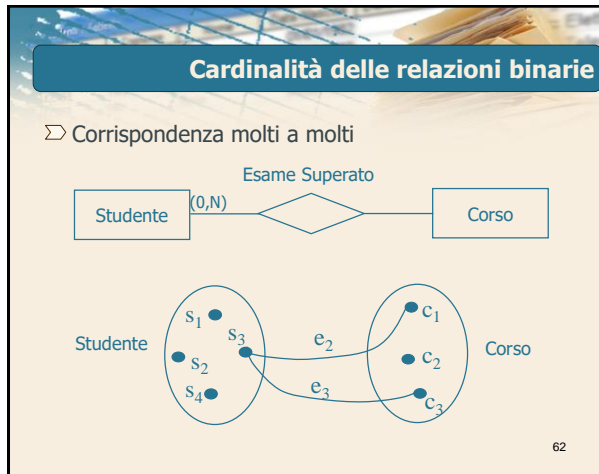 Cardinalità delle relazioni binarie
Corrispondenza molti a molti
Esame Superato
Studente
(0,N)
Corso
Studente
s1
s2
s3
s4
e2
e3
c1
c2
c3
Corso
62